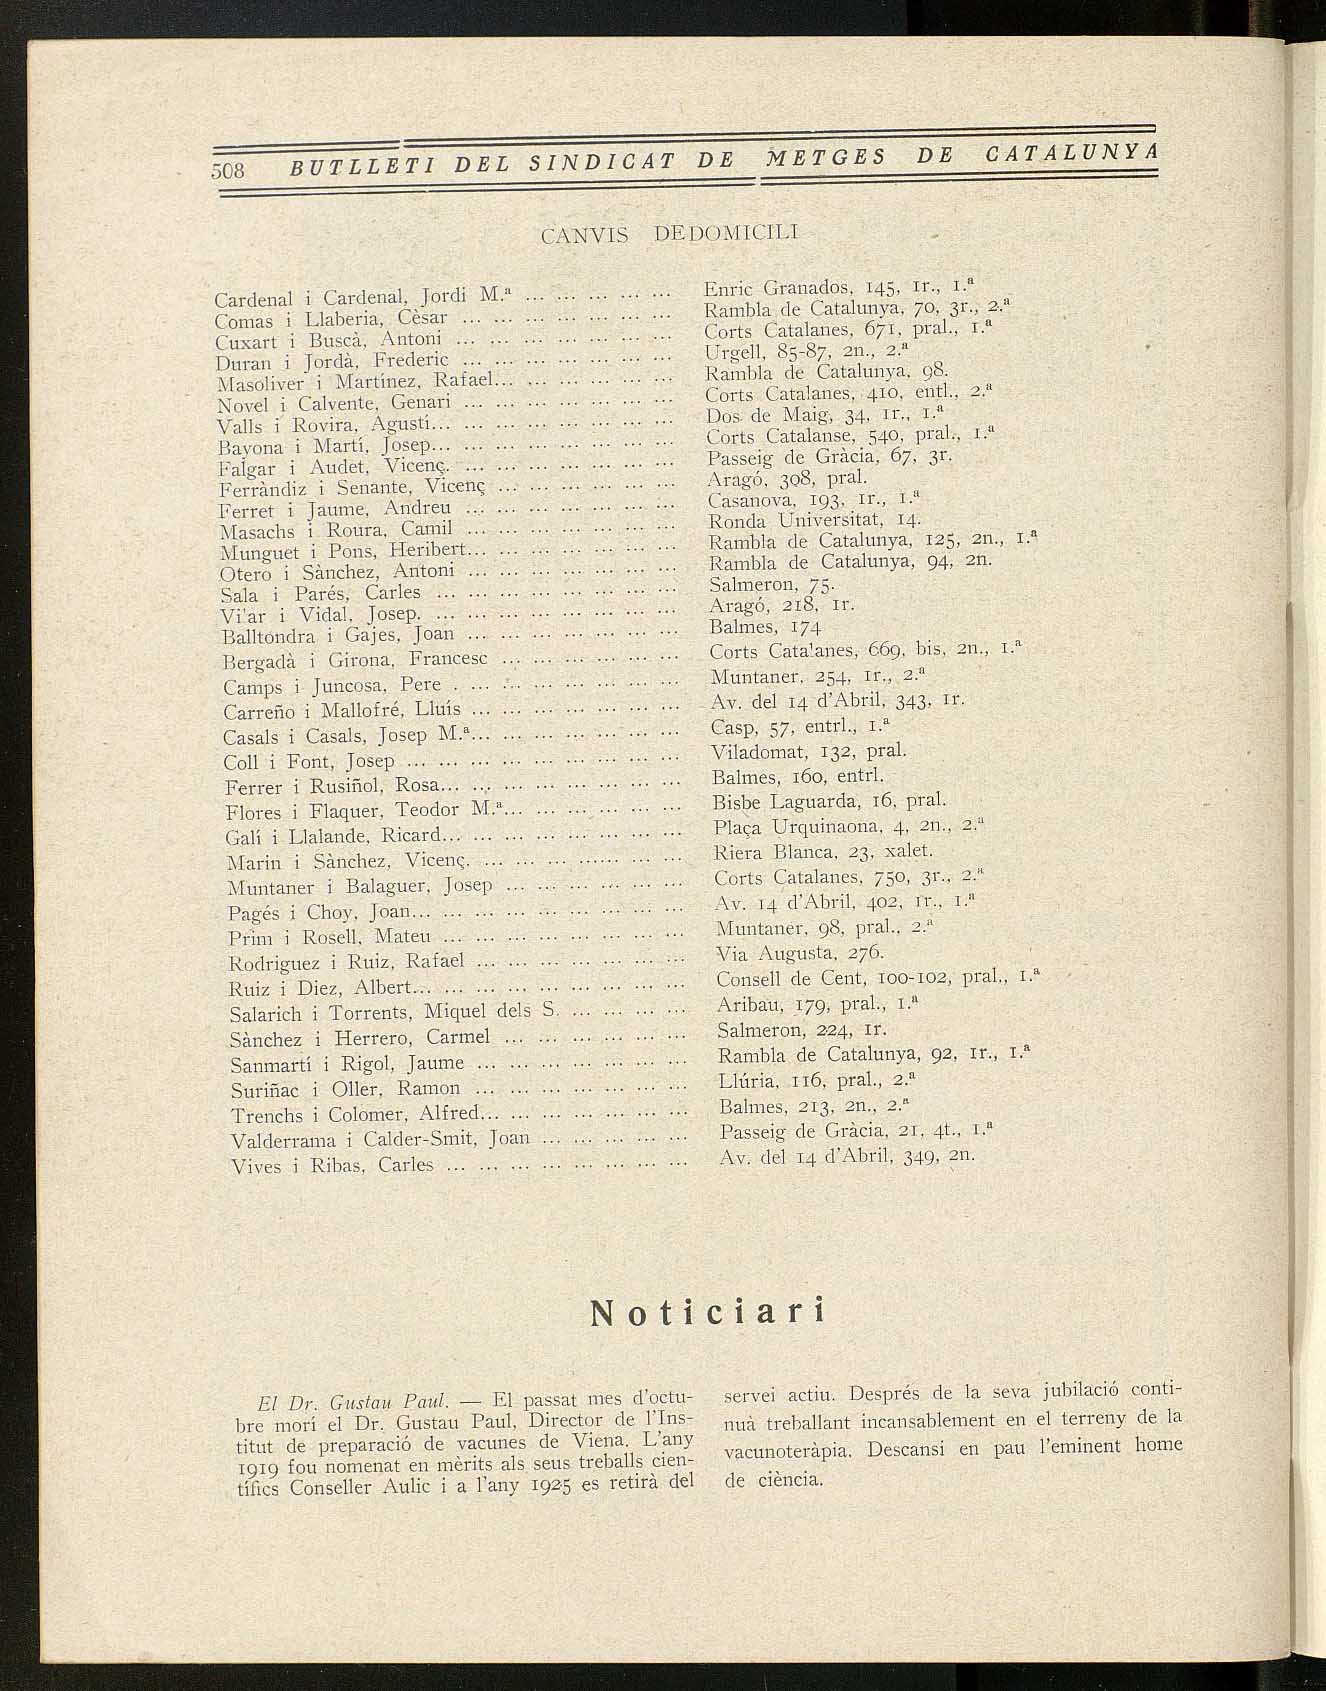 508 BUTLLETI DEL SINDICAT DE METGES DE CATALUNYA
CANVIS DEDOMICILI
Cardenal i Cardenal, Jordi M.ª ... ... ... ... ... Enric Granados, 145, 1r., 1.ª
Comas i Llaberia, Cèsar ... ... ... ... ... ... ... Rambla de Catalunya, 70, 3r., 2.ª
Cuxart i Buscà, Antoni ... ... ... ... ... ... ... Corts Catalanes, 671, pral., 1.ª
Duran i Jordà, Frederic ... ... ... ... ... ... ... Urgell, 85-87, 2n., 2.ª
Masoliver i Martínez, Rafael... ... ... ... ... ... Rambla de Catalunya, 98.
Novel i Calvente, Genari ... ... ... ... ... ... ... Corts Catalanes, 410, entl., 2.ª
Valls i Rovira, Agustí... ... ... ... ... ... ... ... Dos de Maig, 34, 1r., 1.ª
Bayona i Martí, Josep... ... ... ... ... ... ... ... Corts Catalanse, 540, pral., 1.ª
Falgar i Audet, Vicenç. ... ... ... ... ... ... ... Passeig de Gràcia, 67, 3r.
Ferràndiz i Senante, Vicenç ... ... ... ... ... ... Aragó, 308, pral.
Ferret i Jaume, Andreu ... ... ... ... ... ... ... Casanova, 193, 1r., 1.ª
Masachs i Roura, Camil ... ... ... ... ... ... ... Ronda Universitat, 14.
Munguet i Pons, Heribert... ... ... ... ... ... ... Rambla de Catalunya, 125, 2n., 1.ª
Otero i Sànchez, Antoni ... ... ... ... ... ... ... Rambla de Catalunya, 94, 2n.
Sala i Parés, Carles ... ... ... ... ... ... ... ... Salmeron, 75.
Vi'ar i Vidal, Josep. ... ... ... ... ... ... ... ... Aragó, 218, 1r.
Balltondra i Gajes, Joan ... ... ... ... ... ... ... Balmes, 174
Bergadà i Girona, Francesc ... ... ... ... ... ... Corts Cata'anes, 669, bis, 2n., 1.ª
Camps i Juncosa, Pere . ... ... ... ... ... ... ... Muntaner, 254, 1r., 2.ª
Carreño i Mallofré, Lluís ... ... ... ... ... ... ... Av. del 14 d'Abril, 343, 1r.
Casals i Casals, Josep M.ª... ... ... ... ... ... ... Casp, 57, entrl., 1.ª
Coll i Font, Josep ... ... ... ... ... ... ... ... ... Viladomat, 132, pral.
Ferrer i Rusiñol, Rosa... ... ... ... ... ... ... ... Balmes, 160, entrl.
Flores i Flaquer, Teodor M.ª... ... ... ... ... ... Bisbe Laguarda, 16, pral.
Galí i Llalande, Ricard... ... ... ... ... ... ... ... Plaça Urquinaona, 4, 2n., 2.ª
Marin i Sànchez, Vicenç. ... ... ... ...... ... ... Riera Blanca, 23, xalet.
Muntaner i Balaguer, Josep ... ... ... ... ... ... Corts Catalanes, 750, 3r., 2.ª
Pagés i Choy, Joan... ... ... ... ... ... ... ... ... Av. 14 d'Abril, 402, 1r., 1.ª
Prim i Rosell, Mateu ... ... ... ... ... ... ... ... Muntaner, 98, pral., 2.ª
Rodriguez i Ruiz, Rafael ... ... ... ... ... ... ... Via Augusta, 276.
Ruiz i Diez, Albert... ... ... ... ... ... ... ... ... Consell de Cent, 100-102, pral., 1.ª
Salarich i Torrents, Miquel dels S. ... ... ... ... Aribau, 179, pral., 1.ª
Sànchez i Herrero, Carmel ... ... ... ... ... ... Salmeron, 224, 1r.
Sanmartí i Rigol, Jaume ... ... ... ... ... ... ... Rambla de Catalunya, 92, 1r., 1.ª
Suriñac i Oller, Ramon ... ... ... ... ... ... ... Llúria, 116, pral., 2.ª
Trenchs i Colomer, Alfred... ... ... ... ... ... ... Balmes, 213, 2n., 2.ª
Valderrama i Calder-Smit, Joan ... ... ... ... ... Passeig de Gràcia, 21, 4t., 1.ª
Vives i Ribas, Carles ... ... ... ... ... ... ... ... Av. del 14 d'Abril, 349, 2n.
Noticiari
El Dr. Gustau Paul. — El passat mes d'octu-
bre morí el Dr. Gustau Paul, Director de l'Ins-
titut de preparació de vacunes de Viena. L'any
1919 fou nomenat en mèrits als seus treballs cien-
tífics Conseller Aulic i a l'any 1925 es retirà del
servei actiu. Després de la seva jubilació conti-
nuà treballant incansablement en el terreny de la
vacunoteràpia. Descansi en pau l'eminent home
de ciència.